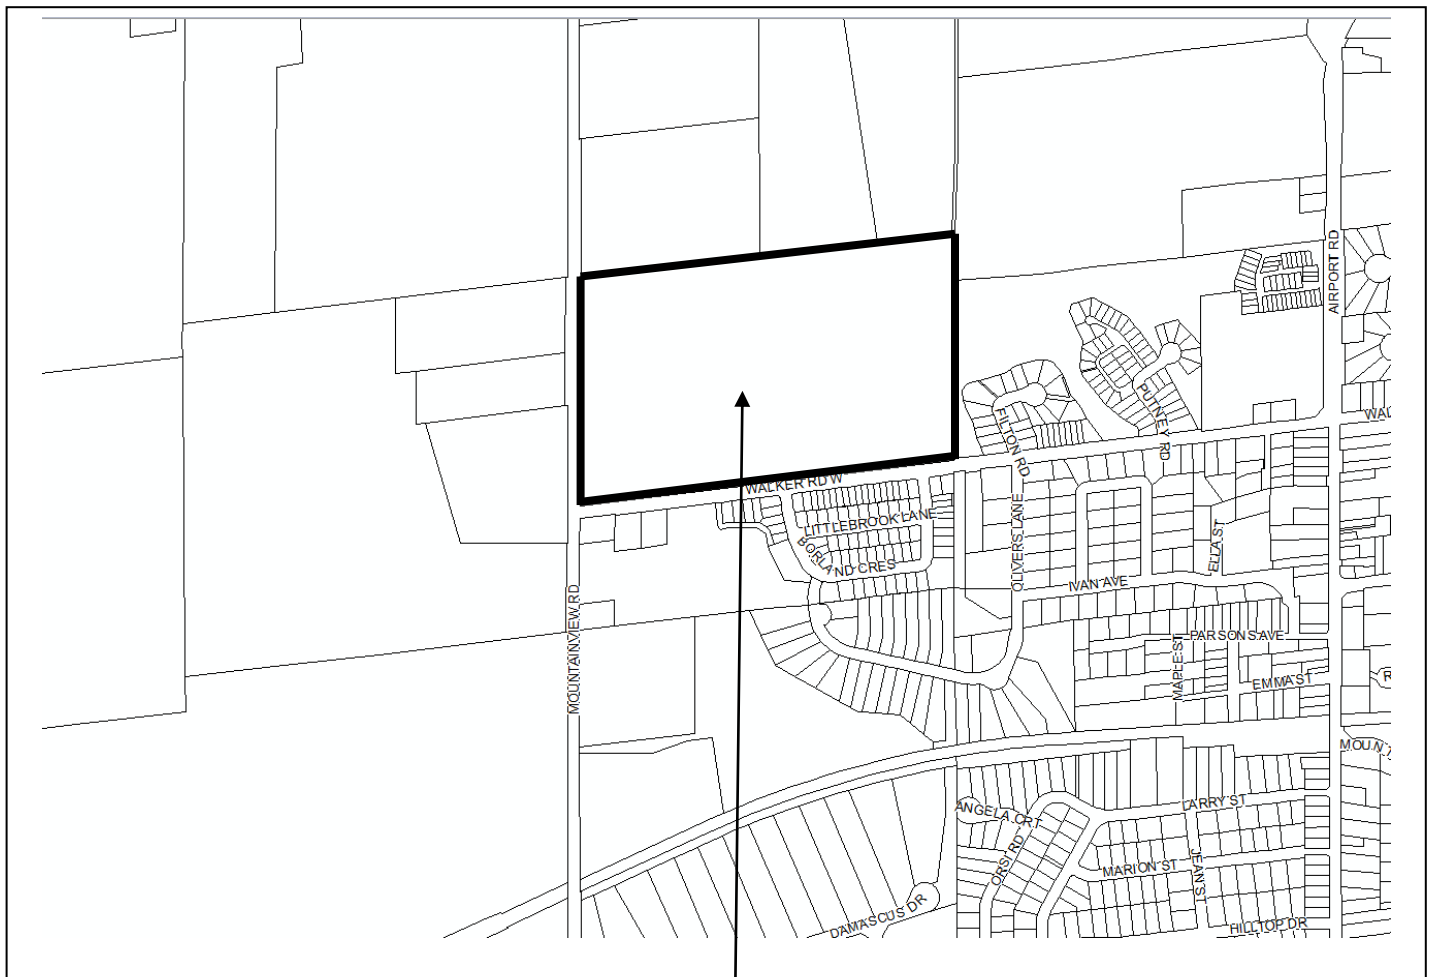 AIRPORT RD
WAL
PUTNEY RD
FILTON RD
WALKER RD W
LITTLEBROOK LANE
OLIVERS LANE
ELLA ST
BORLAND CRES
IVAN AVE
MOUNTAINVIEW RD
PARSONS AVE
MAPLE ST
EMMA ST
R
MOUNT
LARRY ST
ANGELA CRT
ORSI RD
MARION ST
JEAN ST
DAMASCUS DR
HILLTOP DR